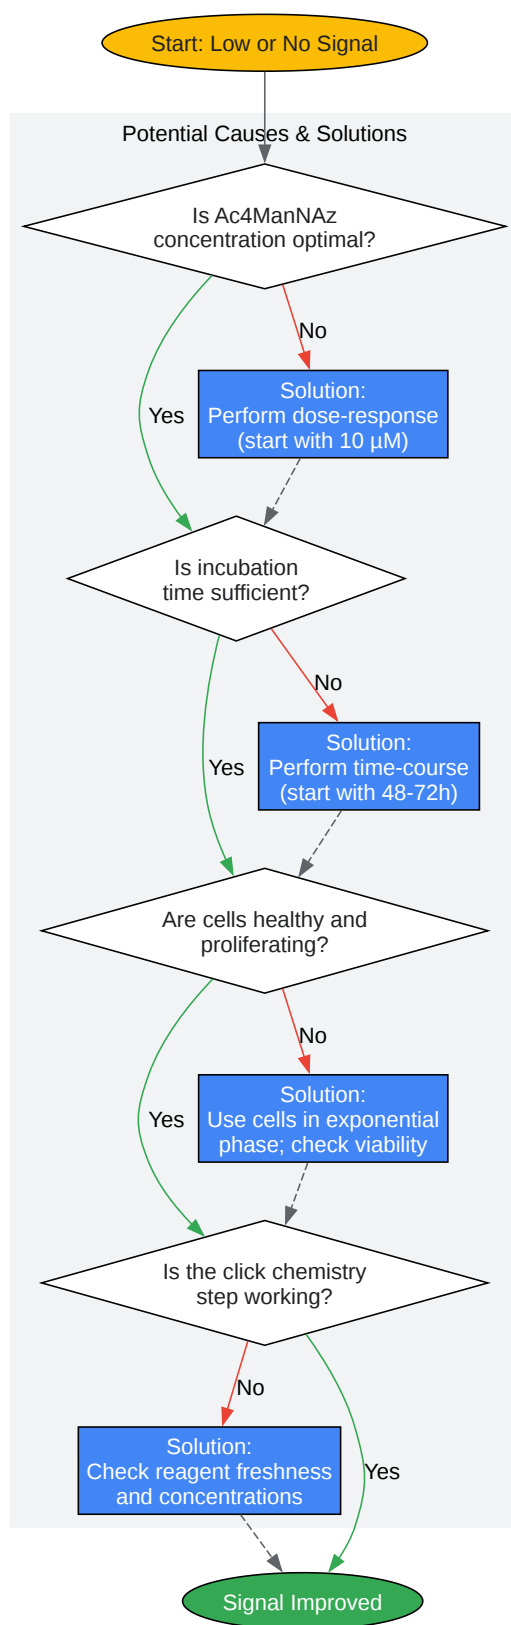 Start: Low or No Signal
Potential Causes & Solutions
Is Ac4ManNAz
concentration optimal?
No
Yes
Solution:
Perform dose-response
(start with 10 µM)
Is incubation
time sufficient?
No
Yes
Solution:
Perform time-course
(start with 48-72h)
Are cells healthy and
proliferating?
No
Yes
Solution:
Use cells in exponential
phase; check viability
Is the click chemistry
step working?
No
Yes
Solution:
Check reagent freshness
and concentrations
Signal Improved